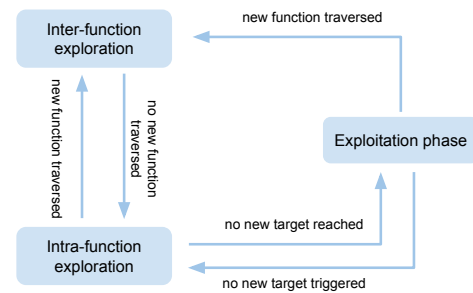 new function traversed
Inter-function
exploration
new function traversed
no new function
traversed
Exploitation phase
Intra-function
exploration
no new target reached
no new target triggered